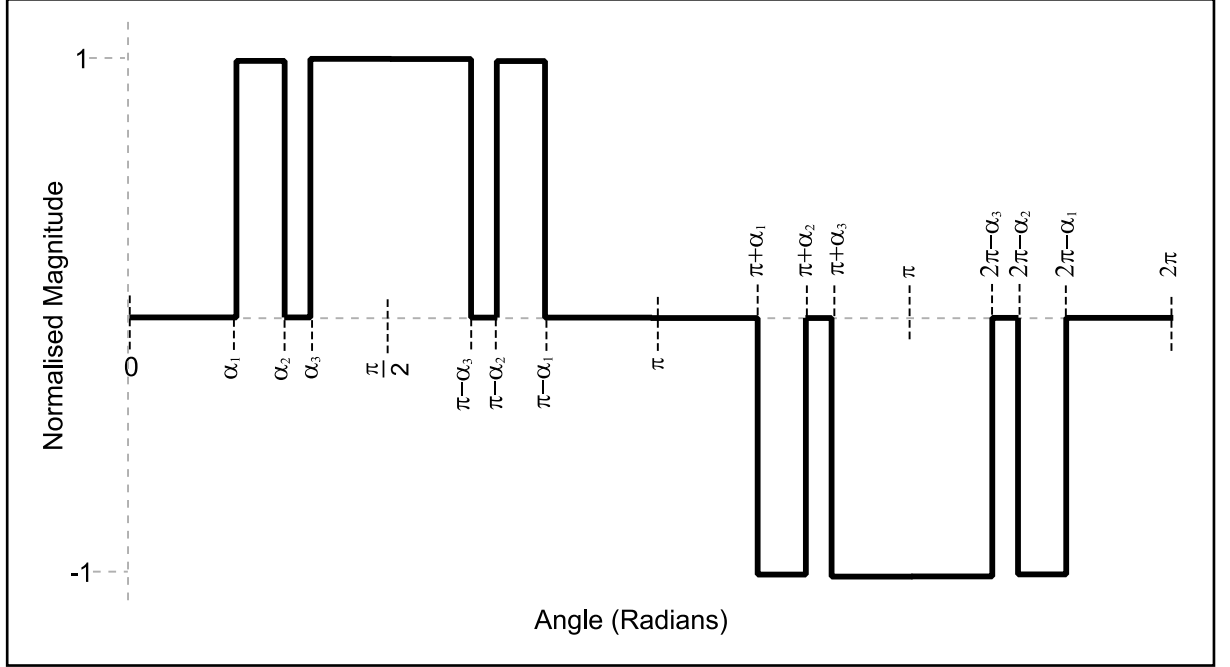 1
Normalised Magnitude
-1
0
α₁
α₂
α₃
π
2
π−α₃
π−α₂
π−α₁
π
π+α₁
π+α₂
π+α₃
π
2π−α₃
2π−α₂
2π−α₁
2π
Angle (Radians)